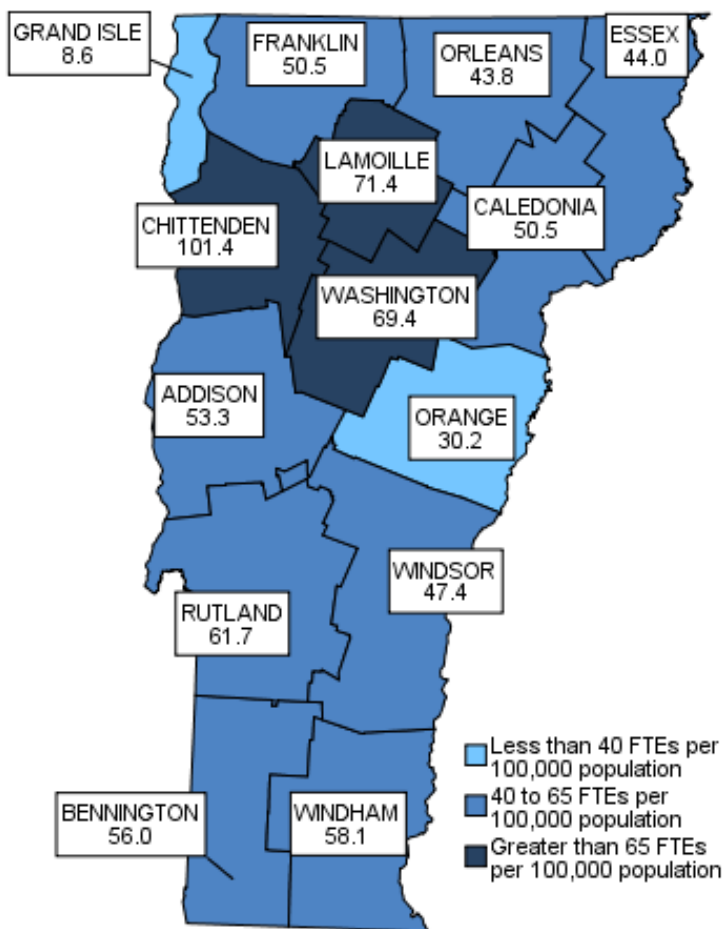 GRAND ISLE
8.6
FRANKLIN
50.5
ORLEANS
43.8
ESSEX
44.0
LAMOILLE
71.4
CHITTENDEN
101.4
CALEDONIA
50.5
WASHINGTON
69.4
ADDISON
53.3
ORANGE
30.2
WINDSOR
47.4
RUTLAND
61.7
BENNINGTON
56.0
WINDHAM
58.1
Less than 40 FTEs per
100,000 population
40 to 65 FTEs per
100,000 population
Greater than 65 FTEs
per 100,000 population